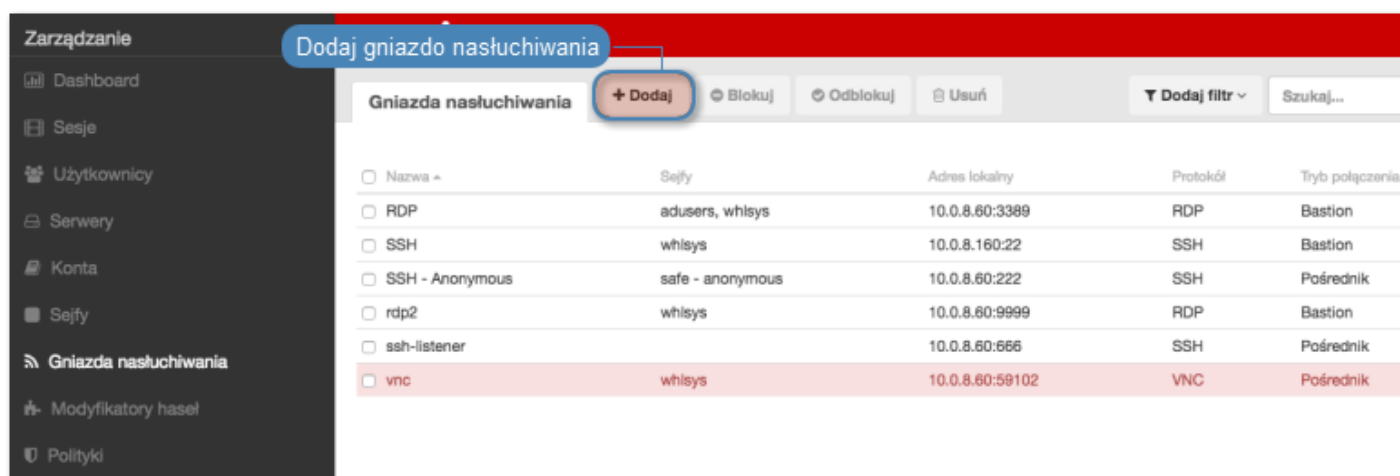 Zarządzanie
Dodaj gniazdo nasłuchiwania
Dashboard
Sesje
Użytkownicy
Serwery
Konta
Sejfy
Gniazda nasłuchiwania
Modyfikatory haseł
Polityki
Gniazda nasłuchiwania + Dodaj Blokuj Odblokuj Usuń Dodaj filtr Szukaj...
Nazwa Sejfy Adres lokalny Protokół Tryb połączenia
RDP adusers, whlsys 10.0.8.60:3389 RDP Bastion
SSH whlsys 10.0.8.160:22 SSH Bastion
SSH - Anonymous safe - anonymous 10.0.8.60:222 SSH Pośrednik
rdp2 whlsys 10.0.8.60:9999 RDP Bastion
ssh-listener 10.0.8.60:666 SSH Pośrednik
vnc whlsys 10.0.8.60:59102 VNC Pośrednik